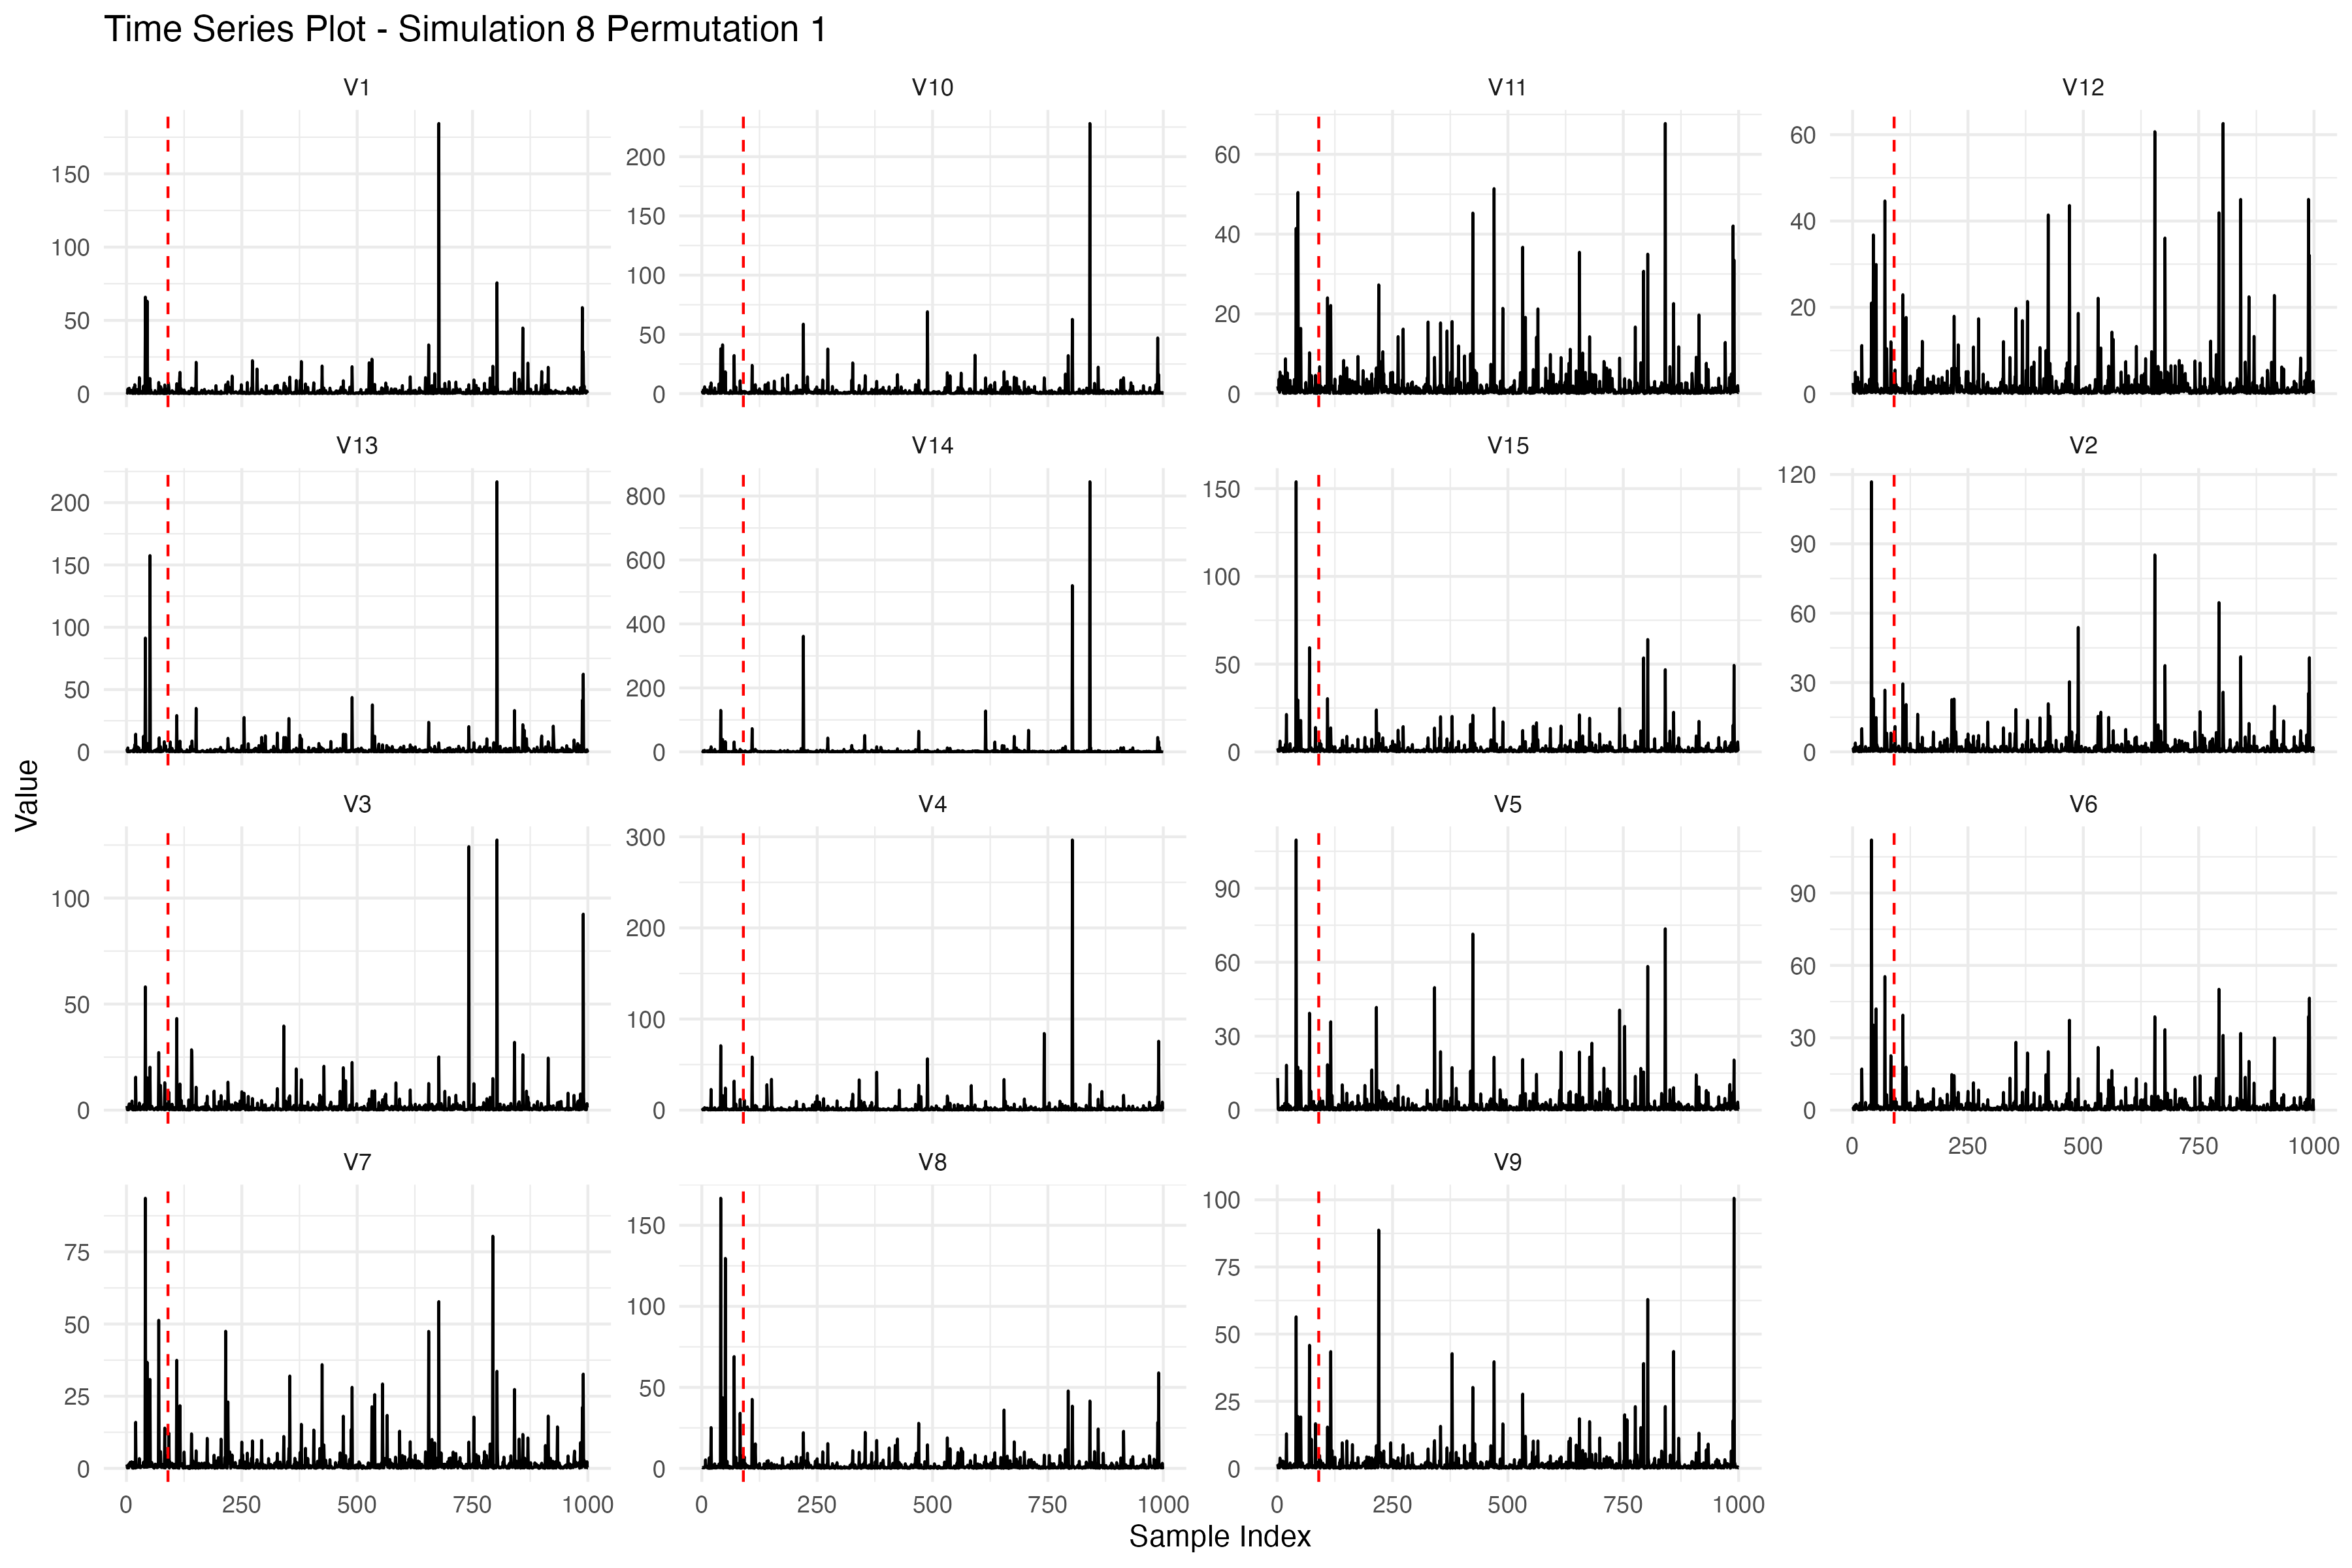 Time Series Plot - Simulation 8 Permutation 1
V1
V10
V11
V12
150
100
50
0
200
150
100
50
0
60
40
20
0
60
40
20
0
V13
V14
V15
V2
200
150
100
50
0
800
600
400
200
0
150
100
50
0
120
90
60
30
0
Value
V3
V4
V5
V6
100
50
0
300
200
100
0
90
60
30
0
90
60
30
0
0 250 500 750 1000
V7
V8
V9
75
50
25
0
150
100
50
0
100
75
50
25
0
0 250 500 750 1000
0 250 500 750 1000
0 250 500 750 1000
Sample Index